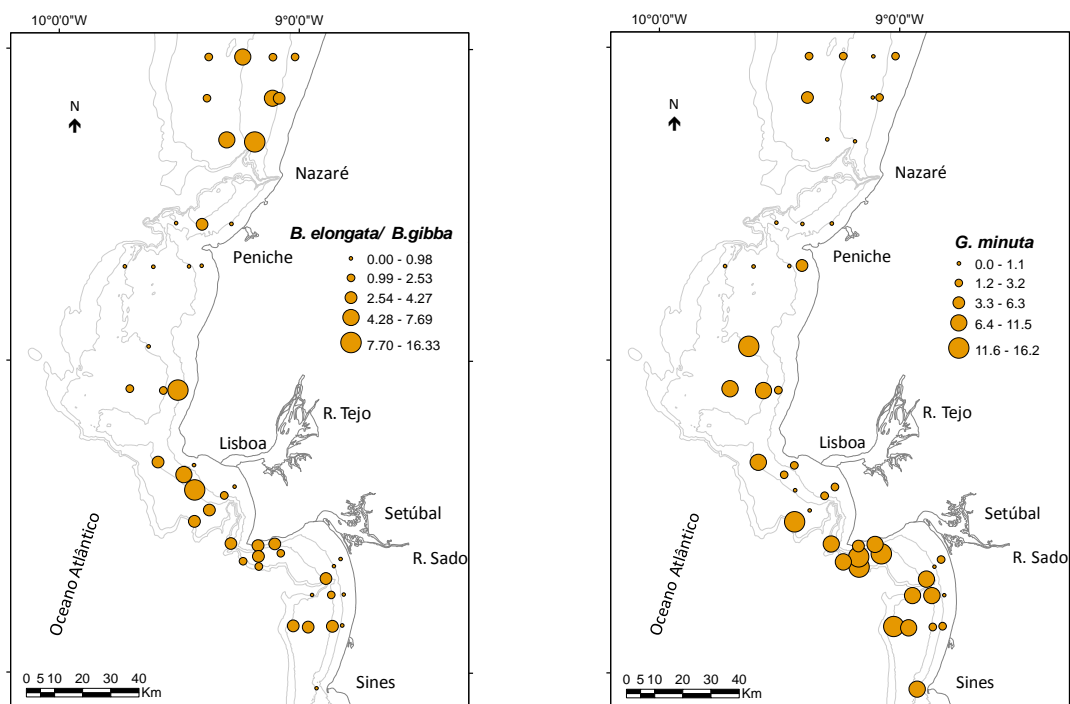 10°0'0"W 9°0'0"W
N
Nazaré
B. elongata/ B.gibba
Peniche
0.00 - 0.98
0.99 - 2.53
2.54 - 4.27
4.28 - 7.69
7.70 - 16.33
R. Tejo
Lisboa
Setúbal
Oceano Atlântico
R. Sado
Sines
0 5 10 20 30 40
Km
10°0'0"W 9°0'0"W
N
Nazaré
G. minuta
Peniche
0.0 - 1.1
1.2 - 3.2
3.3 - 6.3
6.4 - 11.5
11.6 - 16.2
R. Tejo
Lisboa
Setúbal
Oceano Atlântico
R. Sado
Sines
0 5 10 20 30 40
Km